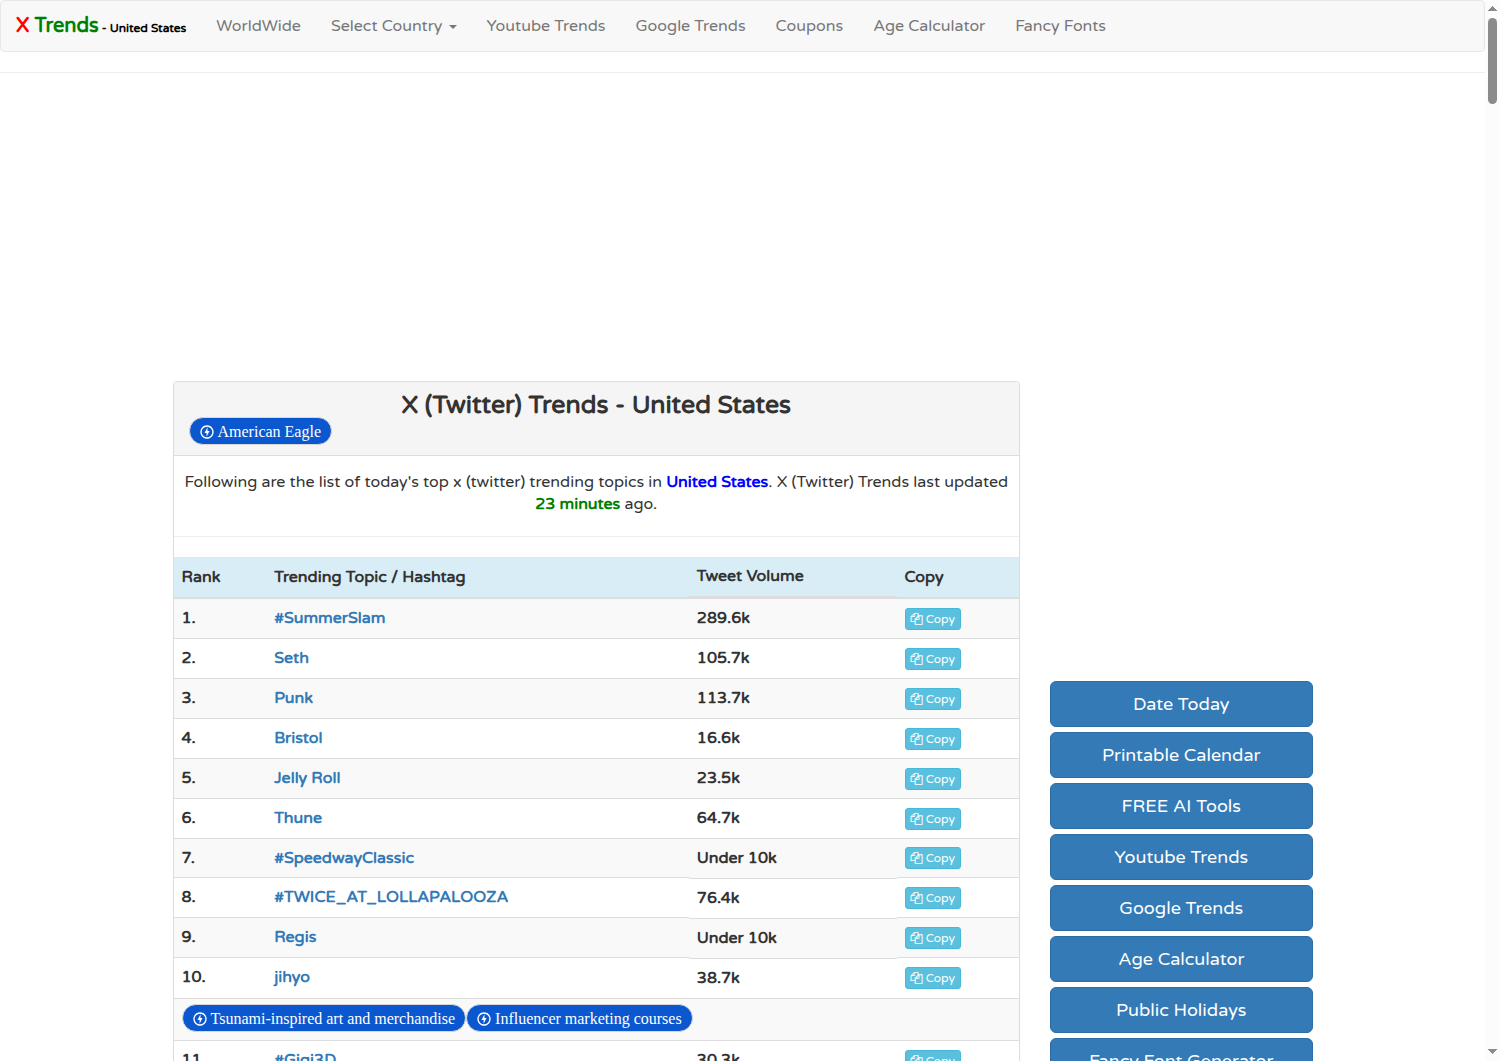 X Trends - United States WorldWide Select Country Youtube Trends Google Trends Coupons Age Calculator Fancy Fonts
X (Twitter) Trends - United States
American Eagle
Following are the list of today's top x (twitter) trending topics in United States. X (Twitter) Trends last updated
23 minutes ago.
Rank Trending Topic / Hashtag Tweet Volume Copy
1. #SummerSlam 289.6k Copy
2. Seth 105.7k Copy
3. Punk 113.7k Copy
4. Bristol 16.6k Copy
5. Jelly Roll 23.5k Copy
6. Thune 64.7k Copy
7. #SpeedwayClassic Under 10k Copy
8. #TWICE_AT_LOLLAPALOOZA 76.4k Copy
9. Regis Under 10k Copy
10. jihyo 38.7k Copy
Tsunami-inspired art and merchandise Influencer marketing courses
11. #Gigi3D 30.3k Copy
Date Today
Printable Calendar
FREE AI Tools
Youtube Trends
Google Trends
Age Calculator
Public Holidays
Fancy Font Generator